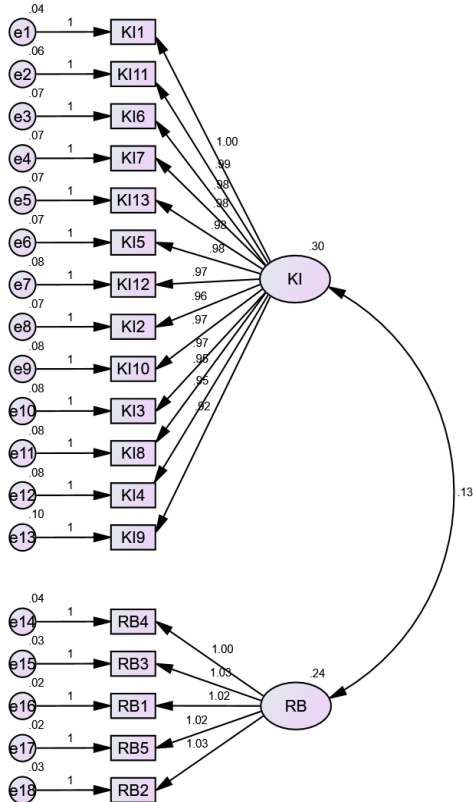 .04
e1 1 KI1
.06
e2 1 KI11
.07
e3 1 KI6
.07
e4 1 KI7
.07
e5 1 KI13
.07
e6 1 KI5
.08
e7 1 KI12
.07
e8 1 KI2
.08
e9 1 KI10
.08
e10 1 KI3
.08
e11 1 KI8
.08
e12 1 KI4
.10
e13 1 KI9
1.00
.99
.98
.98
.98
.98
.97
.96
.97
.97
.95
.95
.92
.30
KI
.13
.04
e14 1 RB4
.03
e15 1 RB3
.02
e16 1 RB1
.02
e17 1 RB5
.03
e18 1 RB2
1.00
1.03
1.02
1.02
1.03
.24
RB